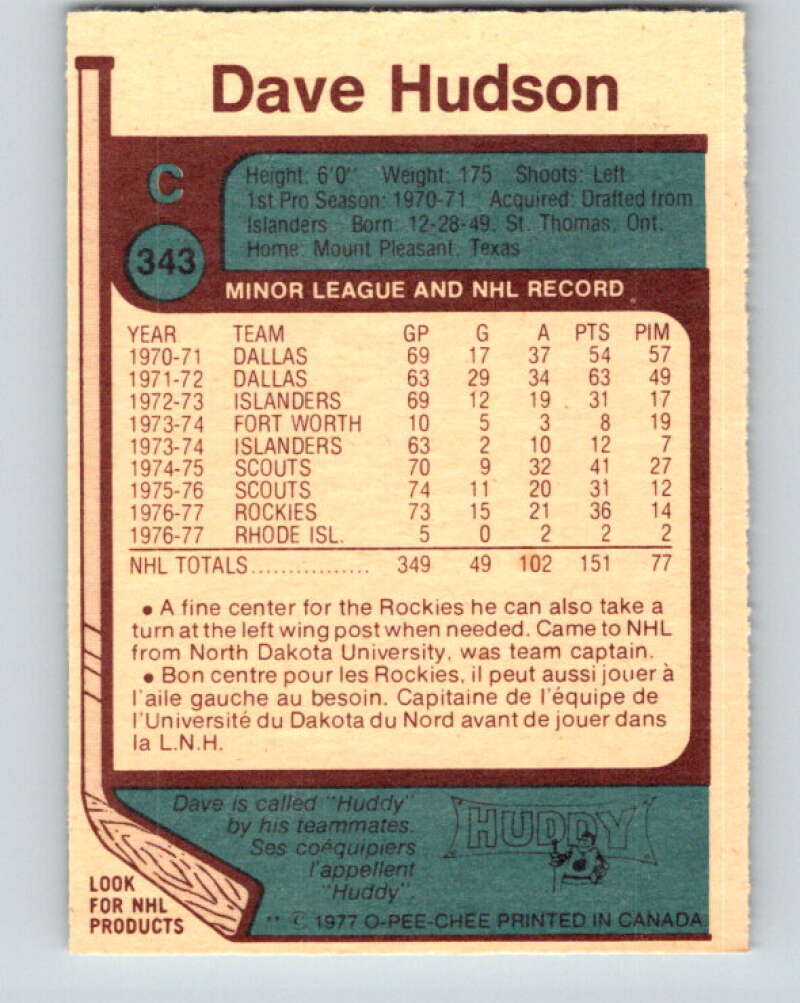 Dave Hudson
C
343
Height: 6'0" Weight: 175 Shoots: Left
1st Pro Season: 1970-71 Acquired: Drafted from
Islanders Born: 12-28-49, St. Thomas, Ont.
Home: Mount Pleasant, Texas
MINOR LEAGUE AND NHL RECORD
YEAR TEAM GP G A PTS PIM
1970-71 DALLAS 69 17 37 54 57
1971-72 DALLAS 63 29 34 63 49
1972-73 ISLANDERS 69 12 19 31 17
1973-74 FORT WORTH 10 5 3 8 19
1973-74 ISLANDERS 63 2 10 12 7
1974-75 SCOUTS 70 9 32 41 27
1975-76 SCOUTS 74 11 20 31 12
1976-77 ROCKIES 73 15 21 36 14
1976-77 RHODE ISL. 5 0 2 2 2
NHL TOTALS................ 349 49 102 151 77
• A fine center for the Rockies he can also take a
turn at the left wing post when needed. Came to NHL
from North Dakota University, was team captain.
• Bon centre pour les Rockies, il peut aussi jouer à
l'aile gauche au besoin. Capitaine de l'équipe de
l'Université du Dakota du Nord avant de jouer dans
la L.N.H.
Dave is called "Huddy"
by his teammates.
Ses coéquipiers
l'appellent
"Huddy".
HUDDY
LOOK
FOR NHL
PRODUCTS
** © 1977 O-PEE-CHEE PRINTED IN CANADA